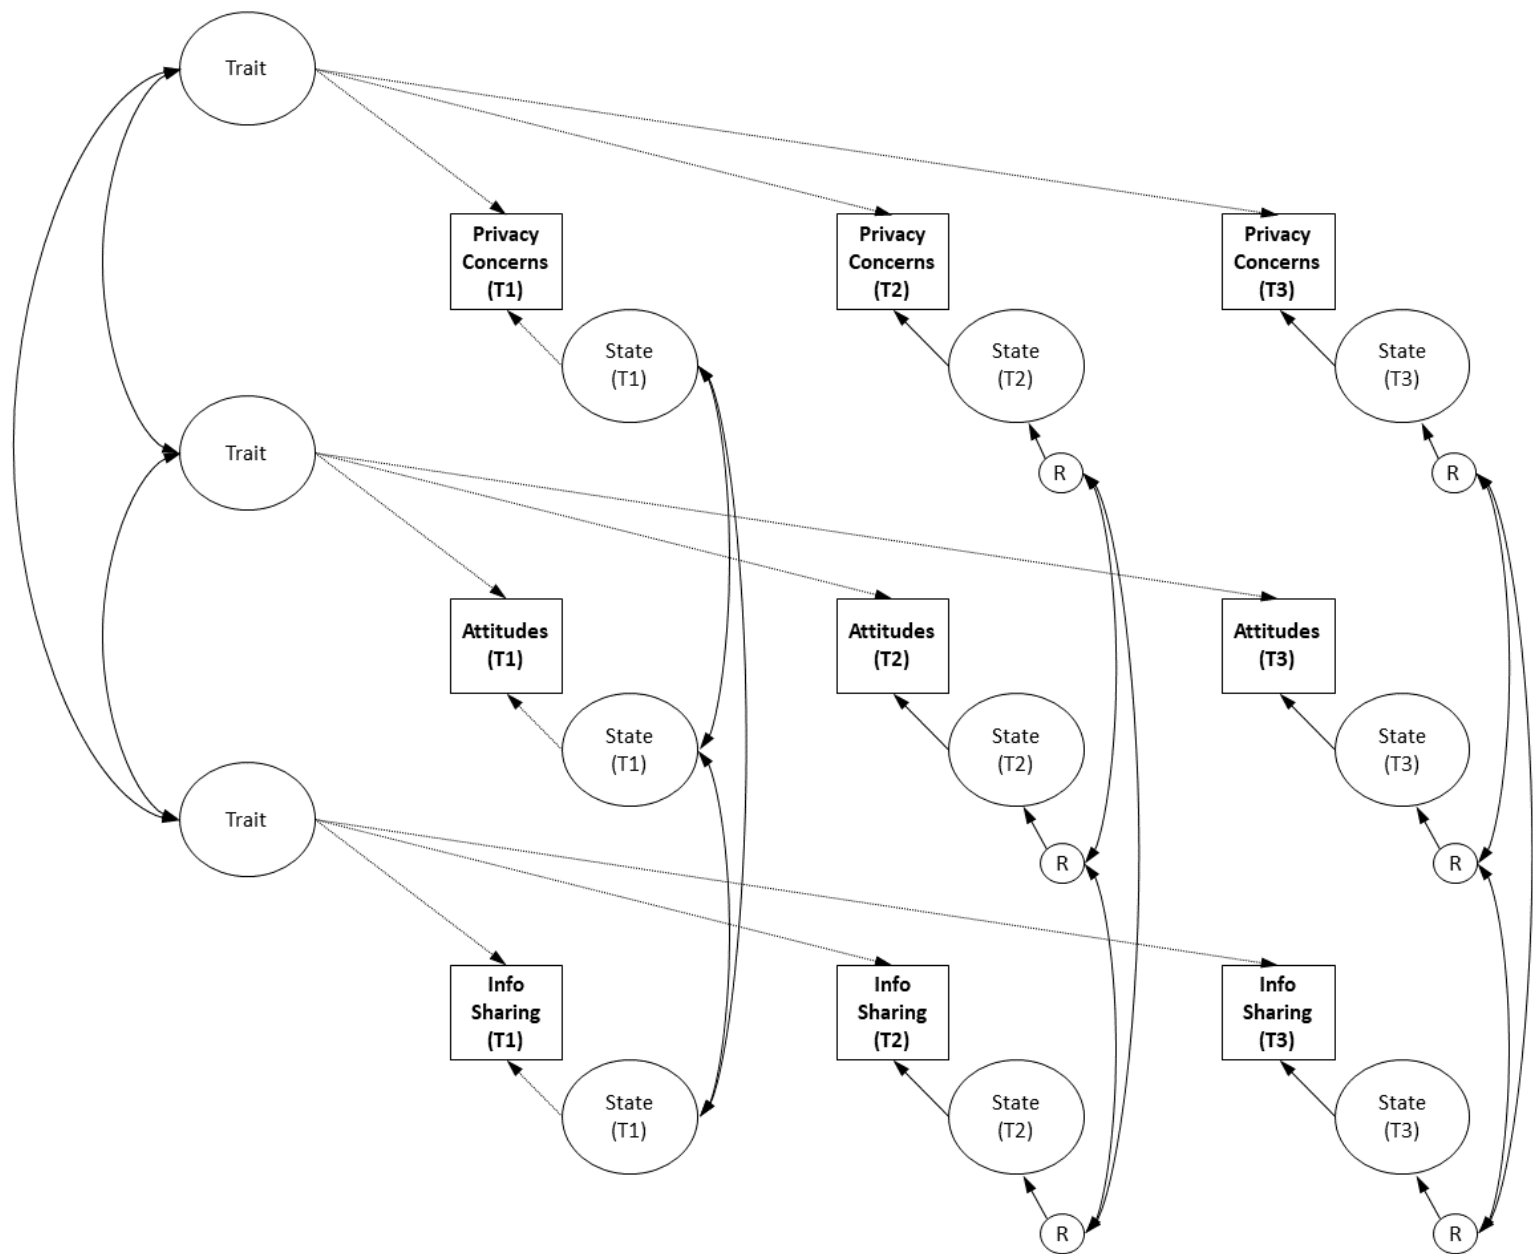 Trait
Privacy
Concerns
(T1)
Privacy
Concerns
(T2)
Privacy
Concerns
(T3)
State
(T1)
State
(T2)
State
(T3)
R
R
Trait
Attitudes
(T1)
Attitudes
(T2)
Attitudes
(T3)
State
(T1)
State
(T2)
State
(T3)
R
R
Trait
Info
Sharing
(T1)
Info
Sharing
(T2)
Info
Sharing
(T3)
State
(T1)
State
(T2)
State
(T3)
R
R